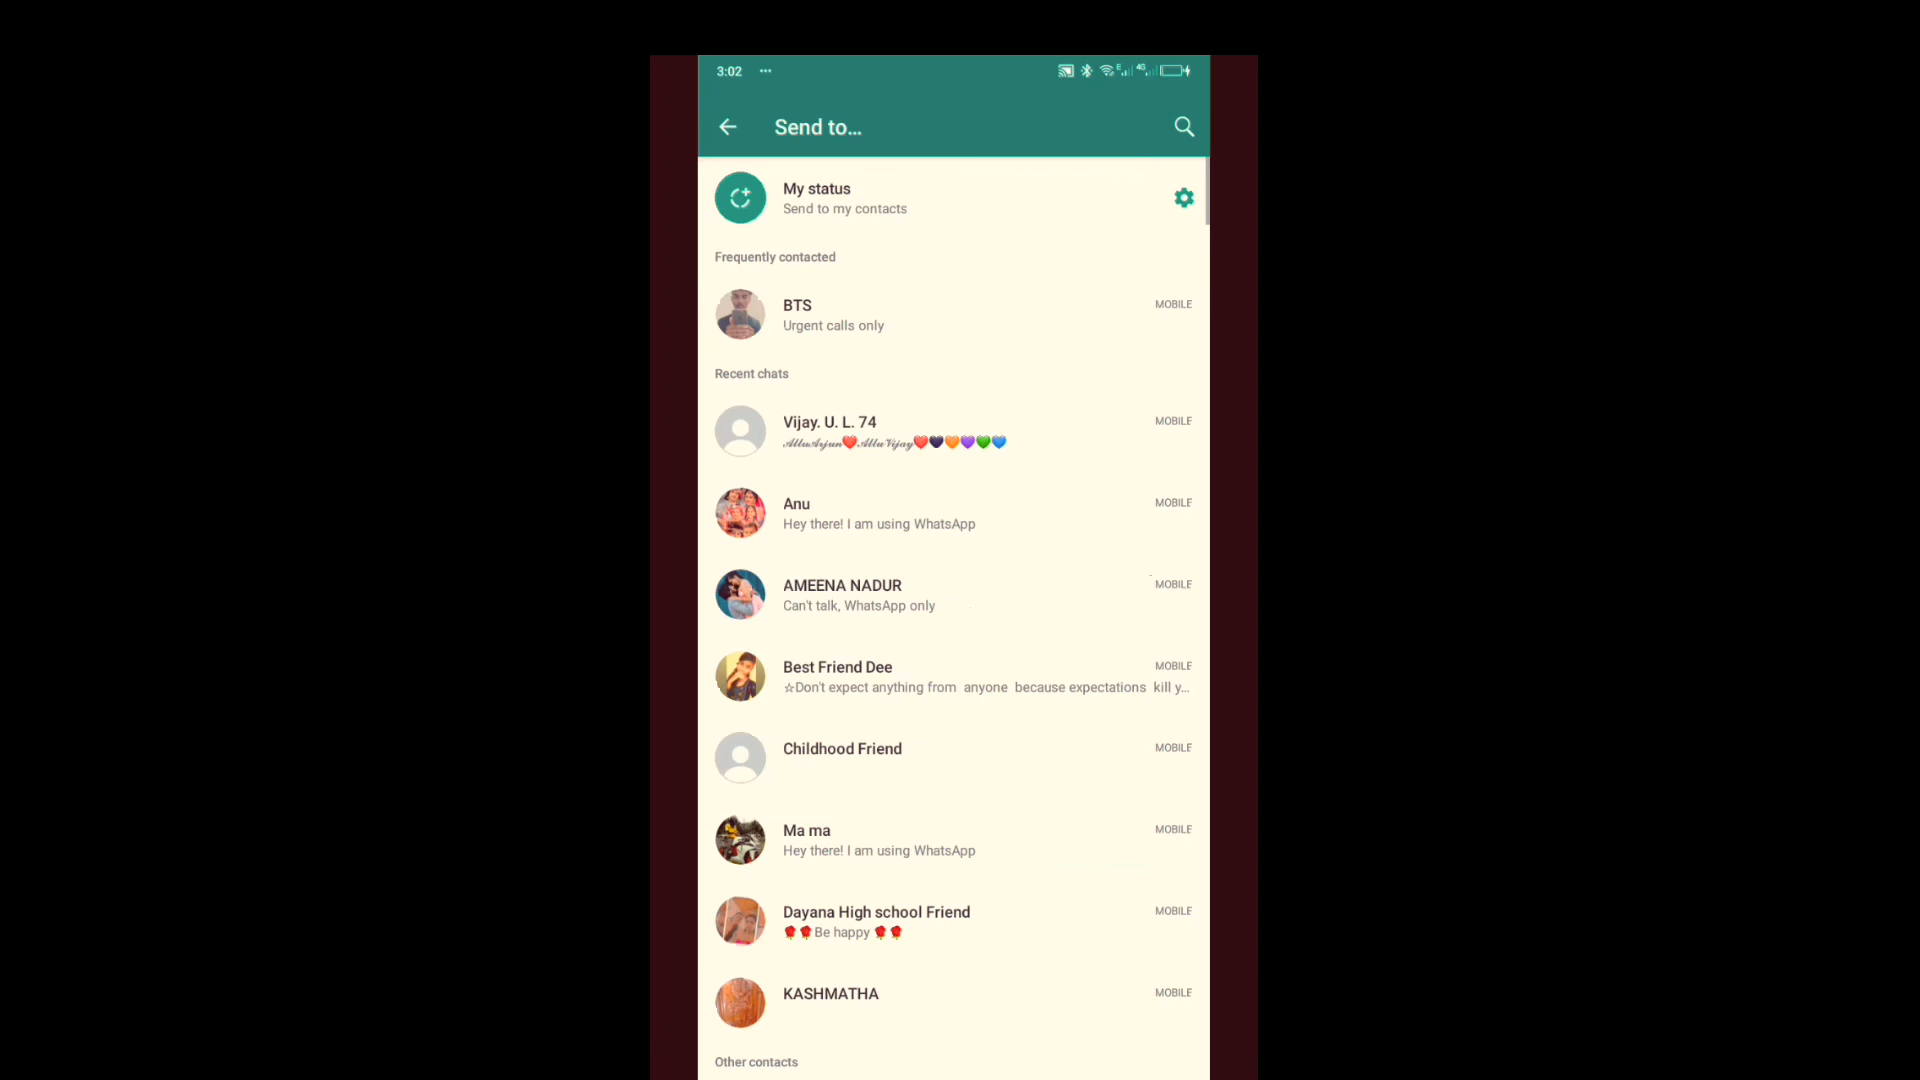 3:02 ...
E 4G
Send to...
My status
Send to my contacts
Frequently contacted
BTS MOBILE
Urgent calls only
Recent chats
Vijay. U. L. 74 MOBILE
𝒜𝓁𝓁𝓊𝒜𝓇𝒿𝓊𝓃❤️𝒜𝓁𝓁𝓊𝒱𝒾𝒿𝒶𝓎❤️🖤🧡💜💚💙
Anu MOBILE
Hey there! I am using WhatsApp
AMEENA NADUR MOBILE
Can't talk, WhatsApp only
Best Friend Dee MOBILE
☆Don't expect anything from anyone because expectations kill y...
Childhood Friend MOBILE
Ma ma MOBILE
Hey there! I am using WhatsApp
Dayana High school Friend MOBILE
🌹🌹Be happy 🌹🌹
KASHMATHA MOBILE
Other contacts